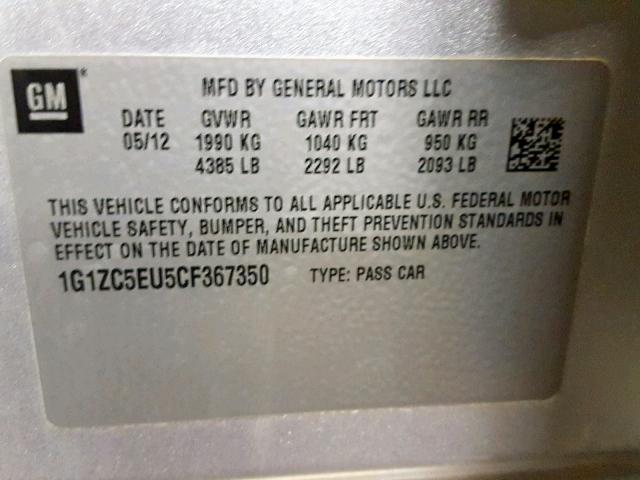 GM
MFD BY GENERAL MOTORS LLC
DATE GVWR GAWR FRT GAWR RR
05/12 1990 KG 1040 KG 950 KG
4385 LB 2292 LB 2093 LB
THIS VEHICLE CONFORMS TO ALL APPLICABLE U.S. FEDERAL MOTOR
VEHICLE SAFETY, BUMPER, AND THEFT PREVENTION STANDARDS IN
EFFECT ON THE DATE OF MANUFACTURE SHOWN ABOVE.
1G1ZC5EU5CF367350 TYPE: PASS CAR